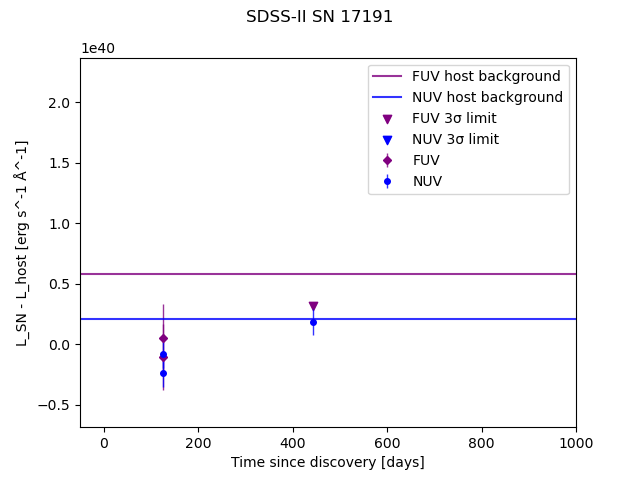 SDSS-II SN 17191
1e40
FUV host background
NUV host background
FUV 3σ limit
NUV 3σ limit
FUV
NUV
2.0
1.5
1.0
0.5
0.0
−0.5
L_SN - L_host [erg s^-1 Å^-1]
0
200
400
600
800
1000
Time since discovery [days]